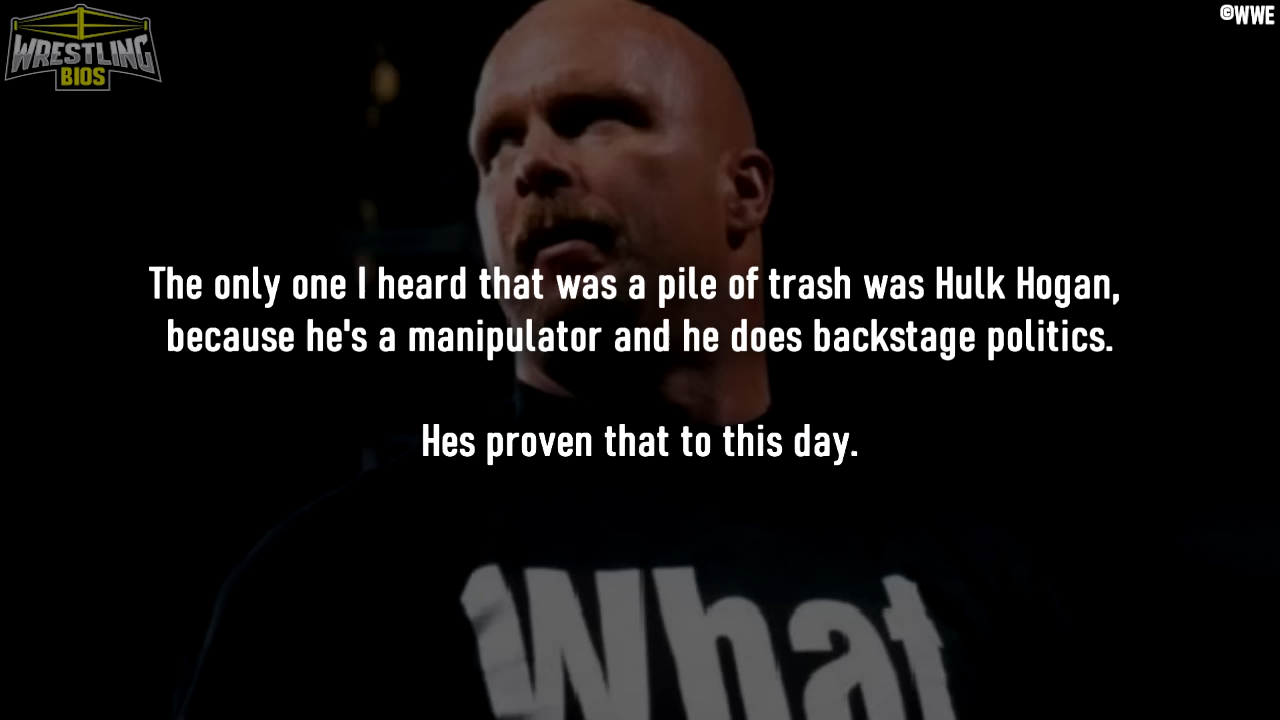 WRESTLING
BIOS
©WWE
The only one I heard that was a pile of trash was Hulk Hogan,
because he's a manipulator and he does backstage politics.
Hes proven that to this day.
What